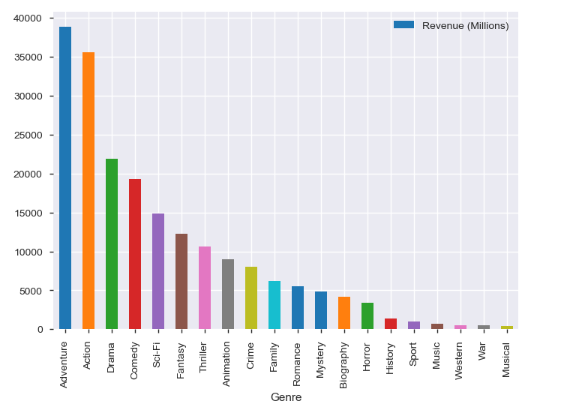 40000
35000
30000
25000
20000
15000
10000
5000
0
Revenue (Millions)
Adventure
Action
Drama
Comedy
Sci-Fi
Fantasy
Thriller
Animation
Crime
Family
Romance
Mystery
Biography
Horror
History
Sport
Music
Western
War
Musical
Genre